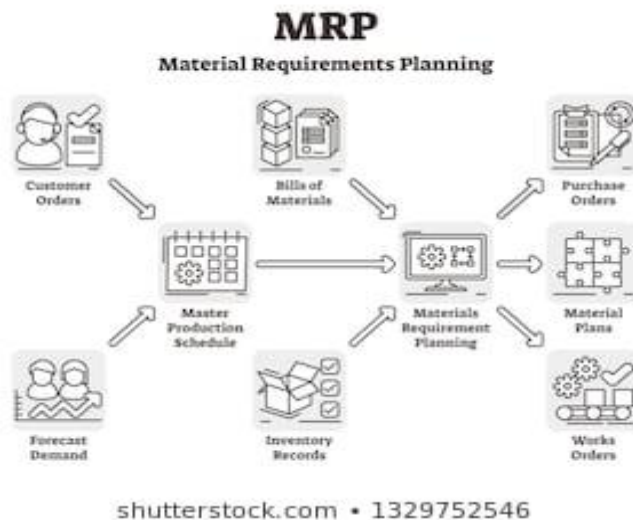 MRP
Material Requirements Planning
Customer
Orders
Bills of
Materials
Purchase
Orders
Master
Production
Schedule
Materials
Requirement
Planning
Material
Plans
Forecast
Demand
Inventory
Records
Works
Orders
shutterstock.com • 1329752546